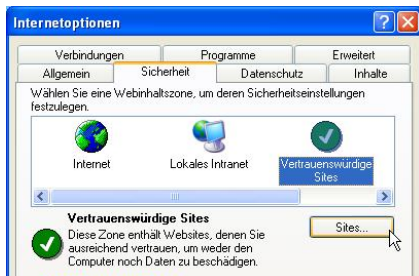 Internetoptionen
Verbindungen Programme Erweitert
Allgemein Sicherheit Datenschutz Inhalte
Wählen Sie eine Webinhaltszone, um deren Sicherheitseinstellungen
festzulegen.
Internet Lokales Intranet Vertrauenswürdige
Sites
Vertrauenswürdige Sites
Sites...
Diese Zone enthält Websites, denen Sie
ausreichend vertrauen, um weder den
Computer noch Daten zu beschädigen.